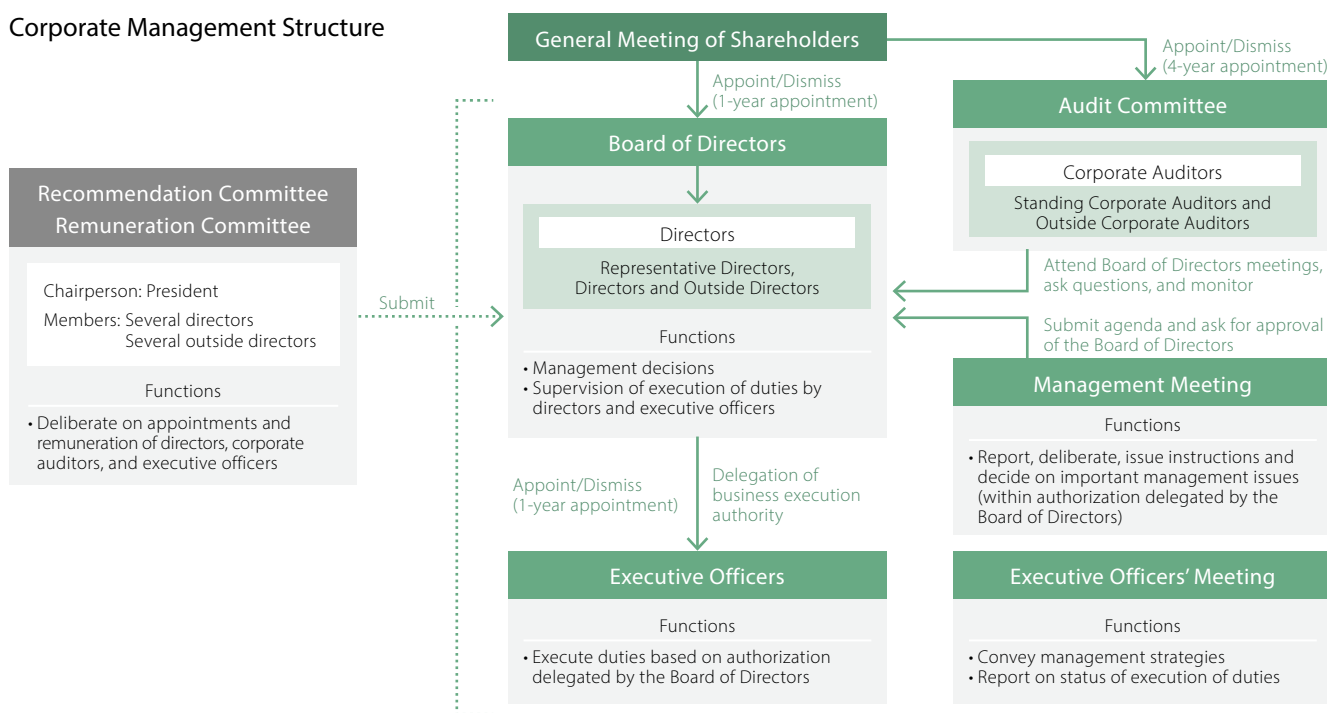 Corporate Management Structure
General Meeting of Shareholders
Appoint/Dismiss
(1-year appointment)
Appoint/Dismiss
(4-year appointment)
Recommendation Committee
Remuneration Committee
Chairperson: President
Members: Several directors
Several outside directors
Functions
• Deliberate on appointments and
remuneration of directors, corporate
auditors, and executive officers
Submit
Board of Directors
Directors
Representative Directors,
Directors and Outside Directors
Functions
• Management decisions
• Supervision of execution of duties by
directors and executive officers
Appoint/Dismiss
(1-year appointment)
Delegation of
business execution
authority
Executive Officers
Functions
• Execute duties based on authorization
delegated by the Board of Directors
Audit Committee
Corporate Auditors
Standing Corporate Auditors and
Outside Corporate Auditors
Attend Board of Directors meetings,
ask questions, and monitor
Submit agenda and ask for approval
of the Board of Directors
Management Meeting
Functions
• Report, deliberate, issue instructions and
decide on important management issues
(within authorization delegated by the
Board of Directors)
Executive Officers’ Meeting
Functions
• Convey management strategies
• Report on status of execution of duties